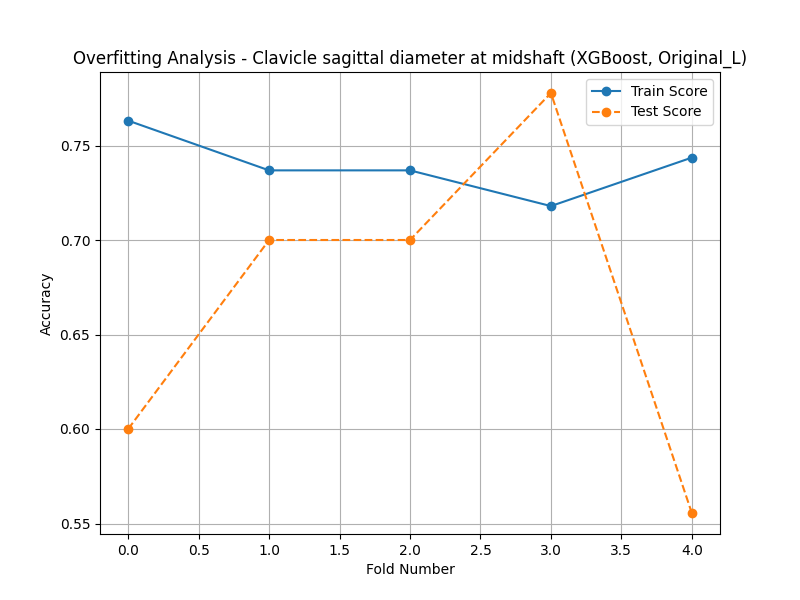 Overfitting Analysis - Clavicle sagittal diameter at midshaft (XGBoost, Original_L)
Train Score
Test Score
Accuracy
0.75
0.70
0.65
0.60
0.55
0.0 0.5 1.0 1.5 2.0 2.5 3.0 3.5 4.0
Fold Number